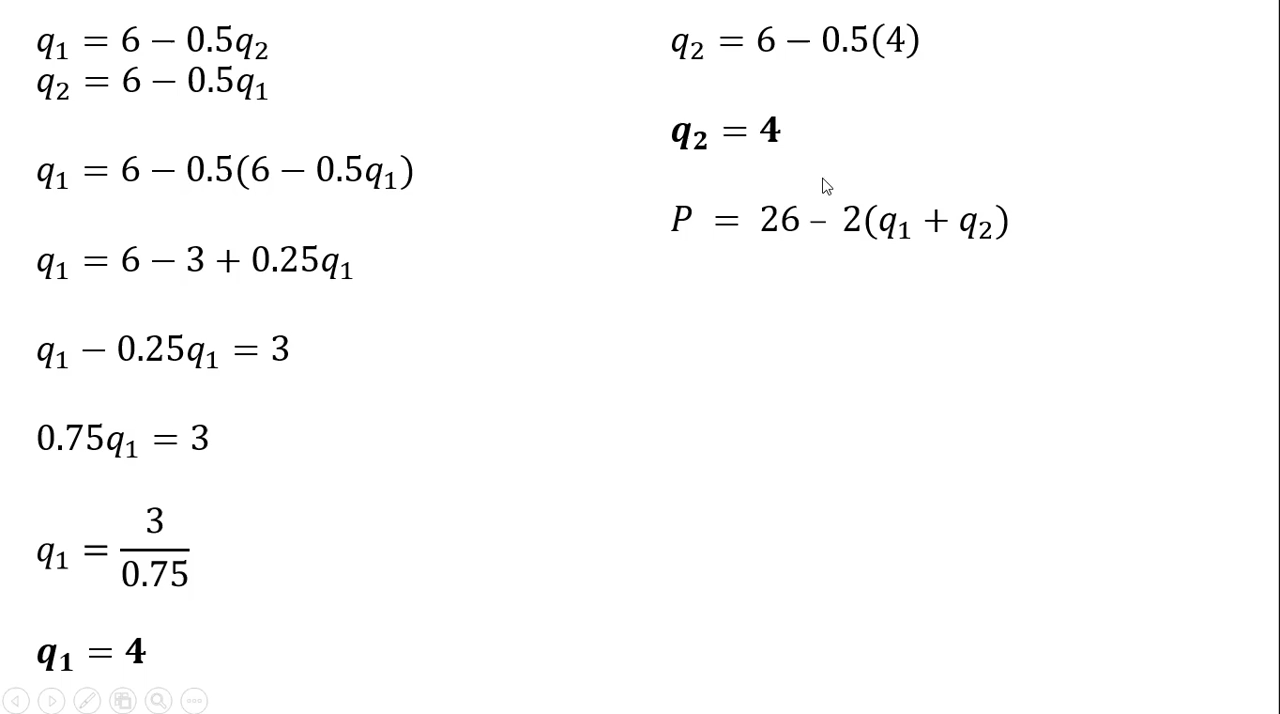 q₁ = 6 − 0.5q₂
q₂ = 6 − 0.5q₁
q₁ = 6 − 0.5(6 − 0.5q₁)
q₁ = 6 − 3 + 0.25q₁
q₁ − 0.25q₁ = 3
0.75q₁ = 3
q₁ = 3/0.75
q₁ = 4
q₂ = 6 − 0.5(4)
q₂ = 4
P = 26 – 2(q₁ + q₂)